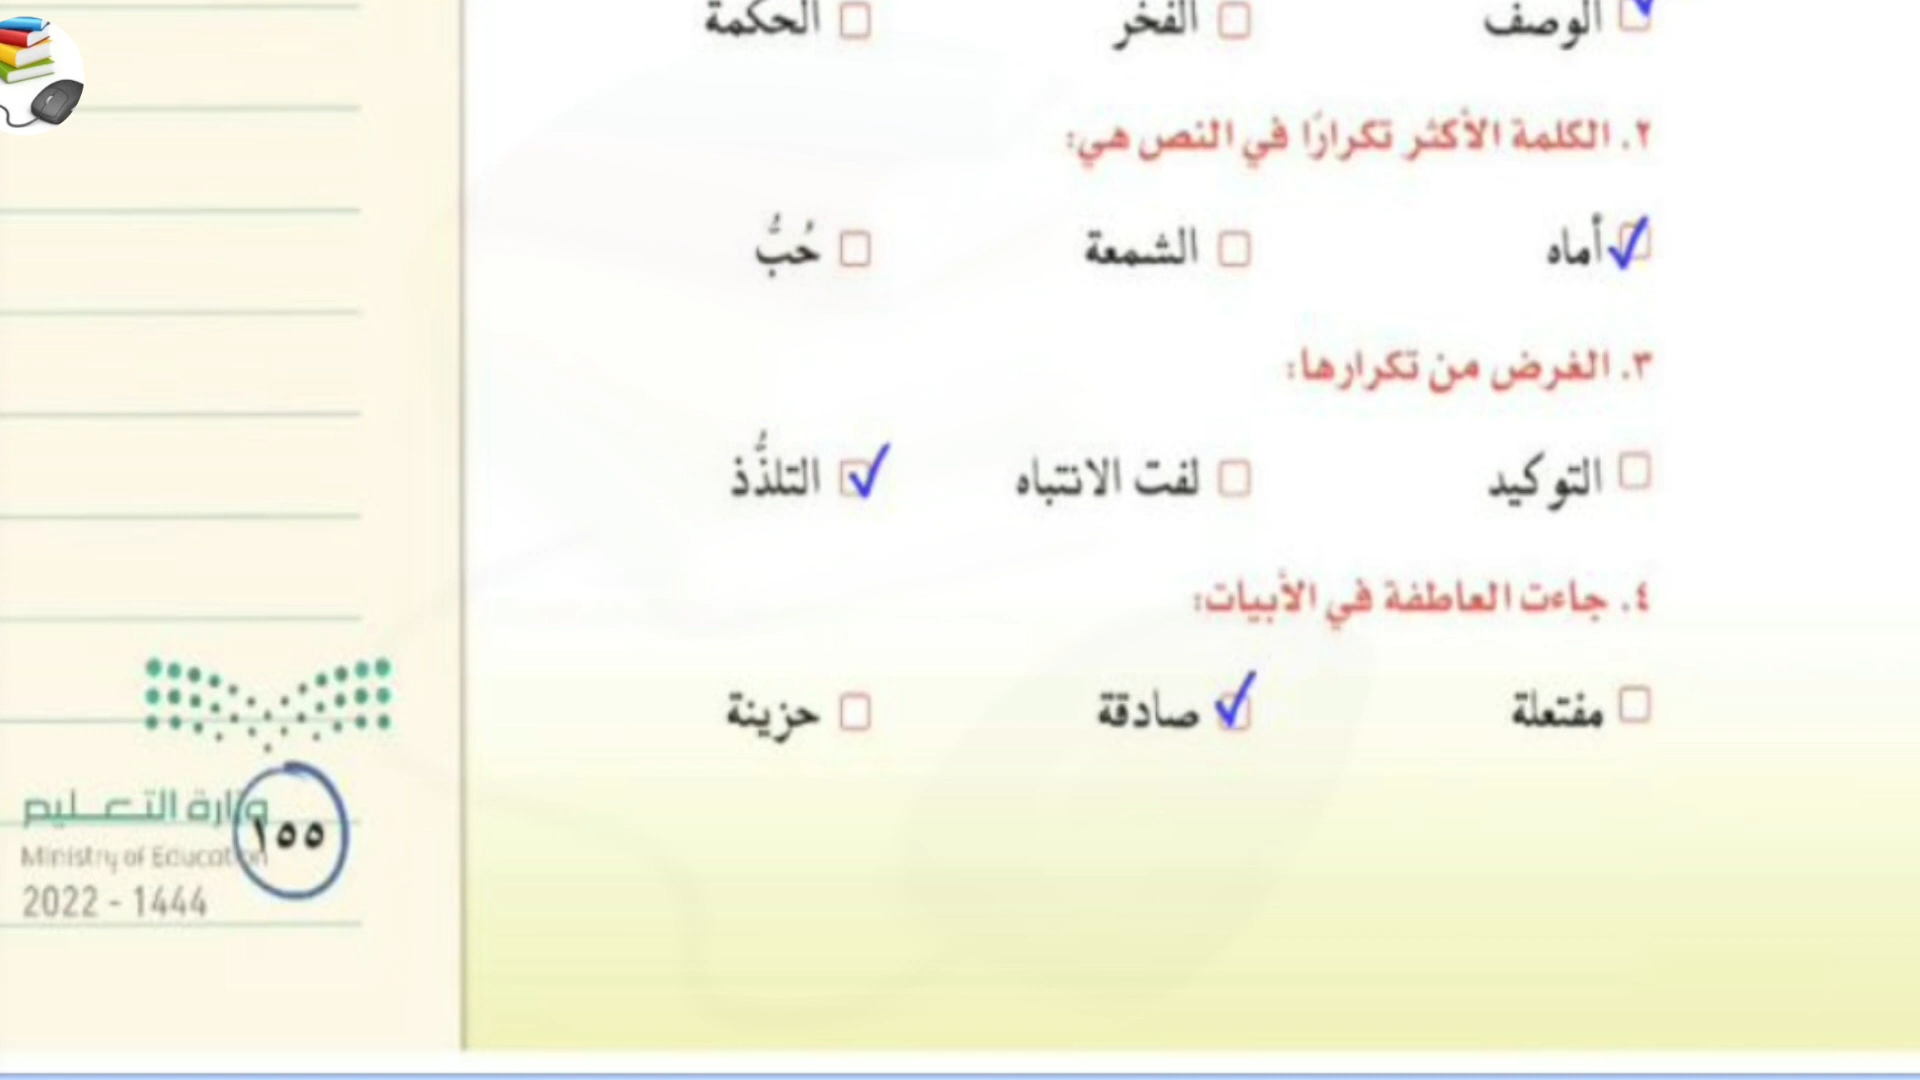 الوصف الفخر الحكمة
٢. الكلمة الأكثر تكرارًا في النص هي:
أماه الشمعة حُبُّ
٣. الغرض من تكرارها:
التوكيد لفت الانتباه التلذُّذ
٤. جاءت العاطفة في الأبيات:
مفتعلة صادقة حزينة
وزارة التعليم
١٥٥
Ministry of Education
2022 - 1444